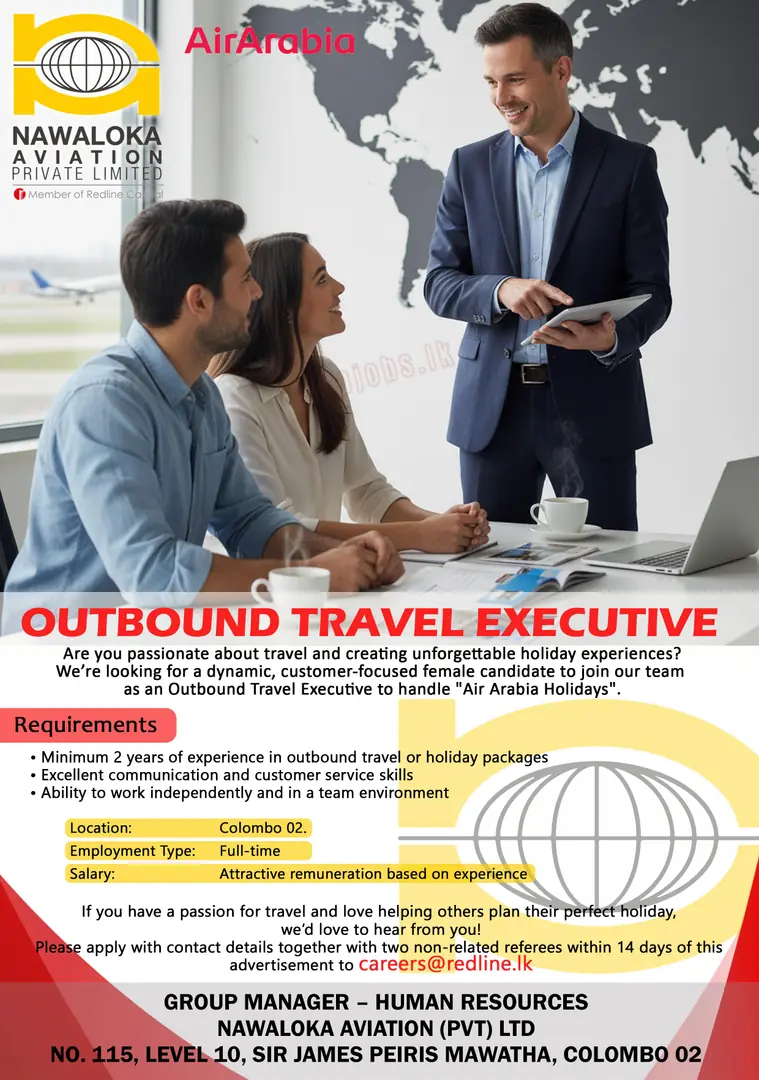 AirArabia
NAWALOKA
AVIATION
PRIVATE LIMITED
Member of Redline Capital
jobs.lk
OUTBOUND TRAVEL EXECUTIVE
Are you passionate about travel and creating unforgettable holiday experiences?
We’re looking for a dynamic, customer-focused female candidate to join our team
as an Outbound Travel Executive to handle "Air Arabia Holidays".
Requirements
• Minimum 2 years of experience in outbound travel or holiday packages
• Excellent communication and customer service skills
• Ability to work independently and in a team environment
Location: Colombo 02.
Employment Type: Full-time
Salary: Attractive remuneration based on experience
If you have a passion for travel and love helping others plan their perfect holiday,
we’d love to hear from you!
Please apply with contact details together with two non-related referees within 14 days of this
advertisement to careers@redline.lk
GROUP MANAGER – HUMAN RESOURCES
NAWALOKA AVIATION (PVT) LTD
NO. 115, LEVEL 10, SIR JAMES PEIRIS MAWATHA, COLOMBO 02